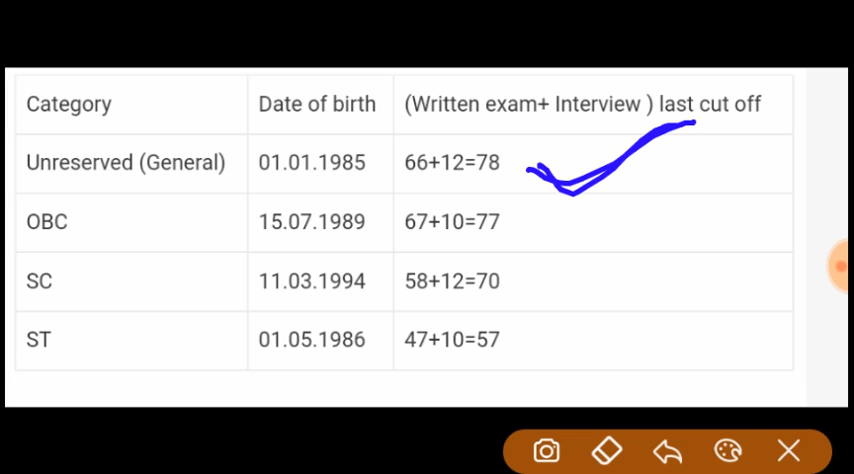 Category Date of birth (Written exam+ Interview ) last cut off
Unreserved (General) 01.01.1985 66+12=78
OBC 15.07.1989 67+10=77
SC 11.03.1994 58+12=70
ST 01.05.1986 47+10=57